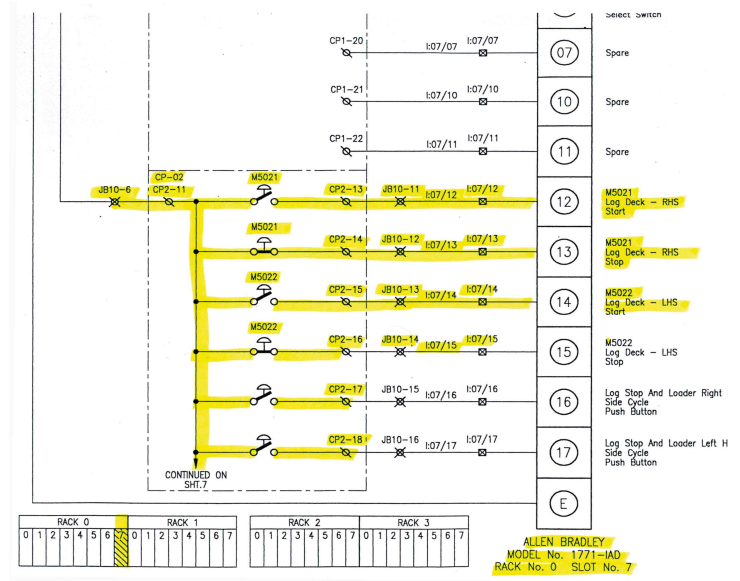 Select Switch
CP1-20
I:07/07
I:07/07
07
Spare
CP1-21
I:07/10
I:07/10
10
Spare
CP1-22
I:07/11
I:07/11
11
Spare
JB10-6
CP-02
CP2-11
M5021
CP2-13
JB10-11
I:07/12
I:07/12
12
M5021
Log Deck - RHS
Start
M5021
CP2-14
JB10-12
I:07/13
I:07/13
13
M5021
Log Deck - RHS
Stop
M5022
CP2-15
JB10-13
I:07/14
I:07/14
14
M5022
Log Deck - LHS
Start
M5022
CP2-16
JB10-14
I:07/15
I:07/15
15
M5022
Log Deck - LHS
Stop
CP2-17
JB10-15
I:07/16
I:07/16
16
Log Stop And Loader Right
Side Cycle
Push Button
CP2-18
JB10-16
I:07/17
I:07/17
17
Log Stop And Loader Left H
Side Cycle
Push Button
CONTINUED ON
SHT.7
E
RACK 0 RACK 1 RACK 2 RACK 3
0 1 2 3 4 5 6 7 0 1 2 3 4 5 6 7 0 1 2 3 4 5 6 7 0 1 2 3 4 5 6 7
ALLEN BRADLEY
MODEL No. 1771-IAD
RACK No. 0 SLOT No. 7